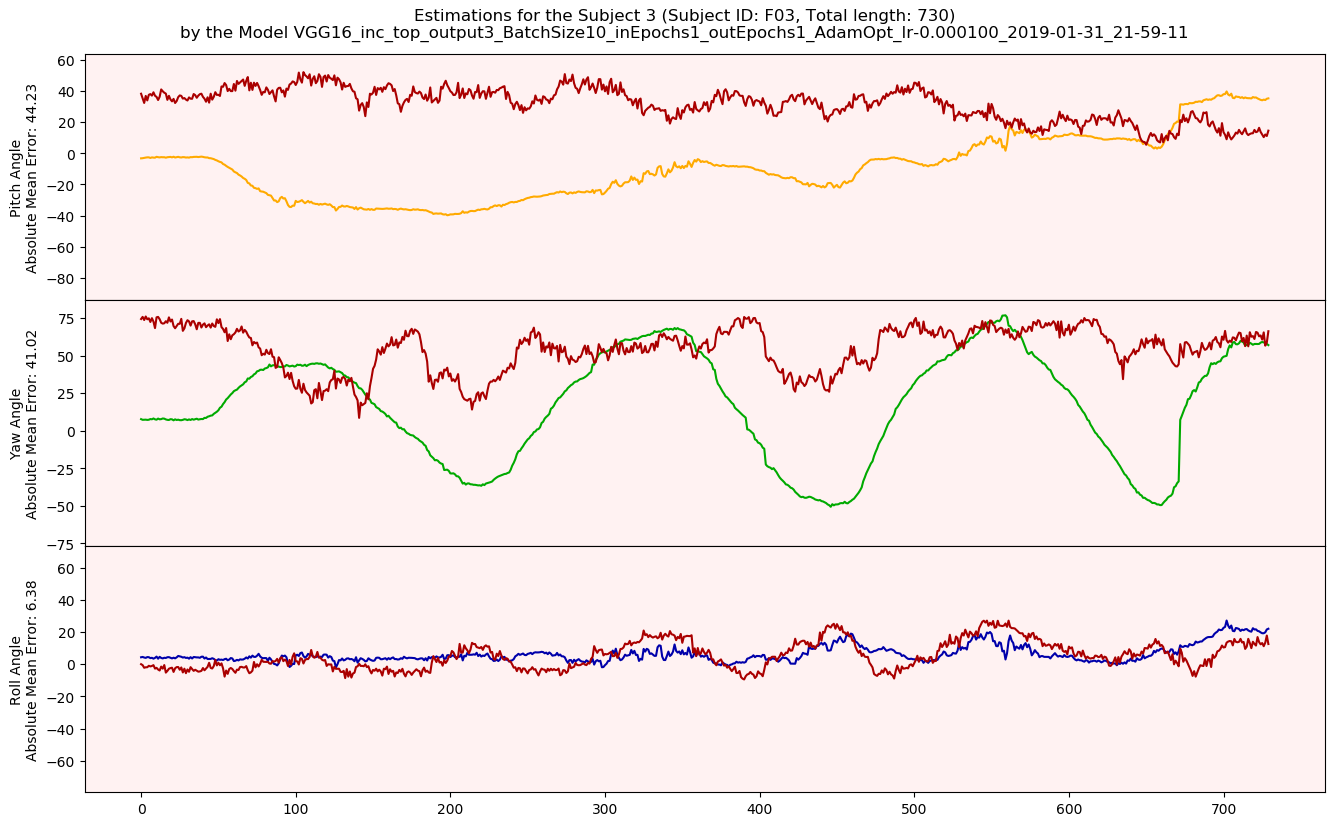 Estimations for the Subject 3 (Subject ID: F03, Total length: 730)
by the Model VGG16_inc_top_output3_BatchSize10_inEpochs1_outEpochs1_AdamOpt_lr-0.000100_2019-01-31_21-59-11
Pitch Angle
Absolute Mean Error: 44.23
60
40
20
0
−20
−40
−60
−80
Yaw Angle
Absolute Mean Error: 41.02
75
50
25
0
−25
−50
−75
Roll Angle
Absolute Mean Error: 6.38
60
40
20
0
−20
−40
−60
0 100 200 300 400 500 600 700